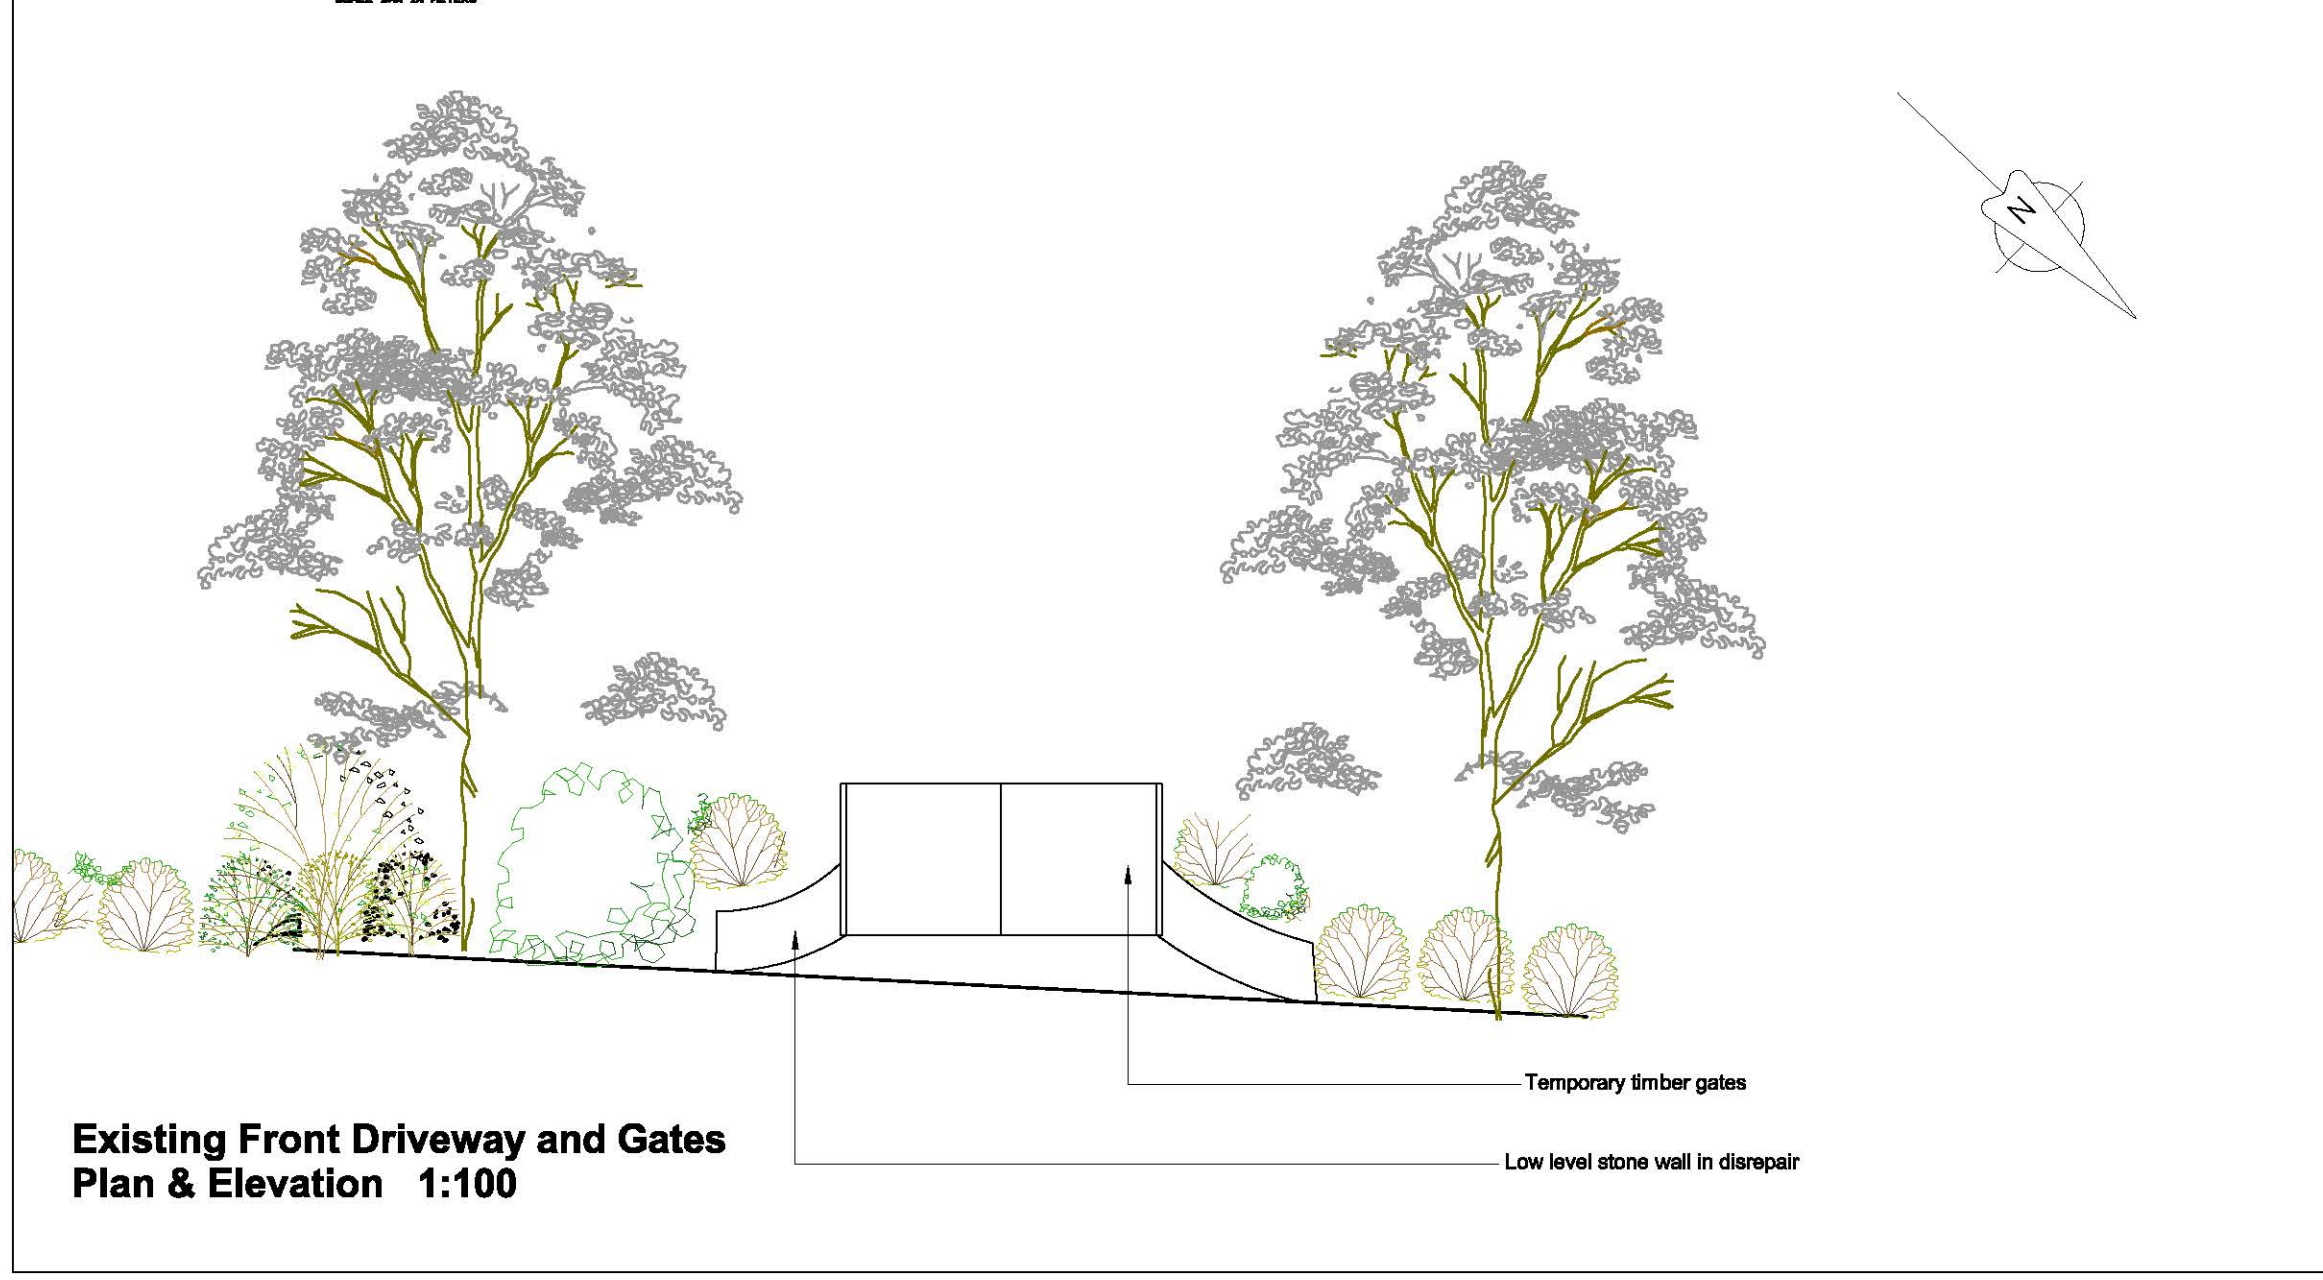 N
Temporary timber gates
Existing Front Driveway and Gates
Low level stone wall in disrepair
Plan & Elevation 1:100